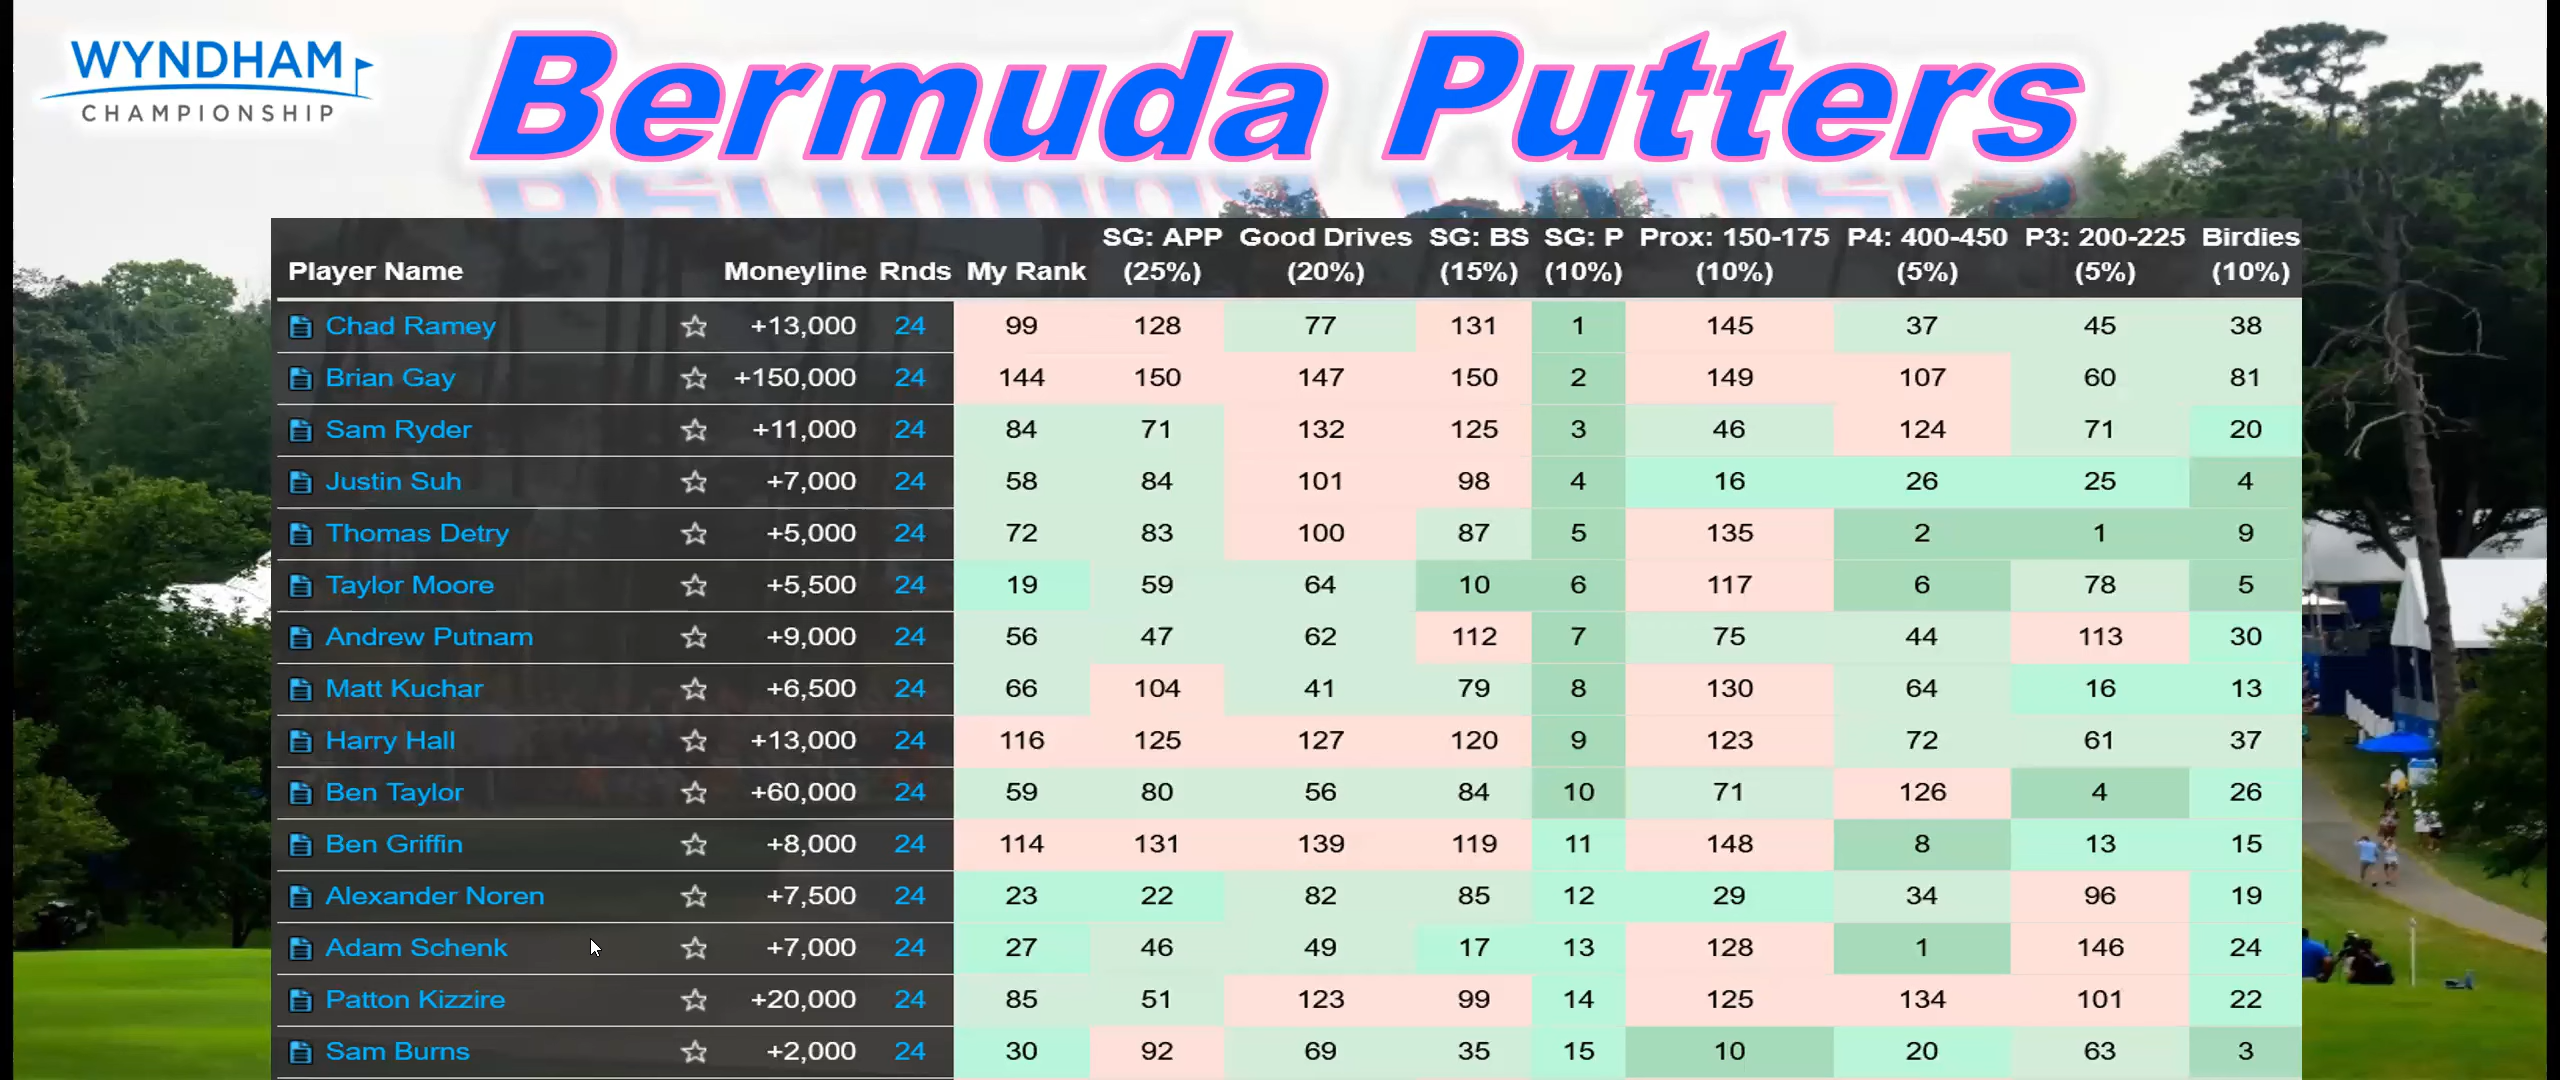 WYNDHAM
CHAMPIONSHIP
Bermuda Putters
Player Name Moneyline Rnds My Rank SG: APP (25%) Good Drives (20%) SG: BS (15%) SG: P (10%) Prox: 150-175 (10%) P4: 400-450 (5%) P3: 200-225 (5%) Birdies (10%)
Chad Ramey +13,000 24 99 128 77 131 1 145 37 45 38
Brian Gay +150,000 24 144 150 147 150 2 149 107 60 81
Sam Ryder +11,000 24 84 71 132 125 3 46 124 71 20
Justin Suh +7,000 24 58 84 101 98 4 16 26 25 4
Thomas Detry +5,000 24 72 83 100 87 5 135 2 1 9
Taylor Moore +5,500 24 19 59 64 10 6 117 6 78 5
Andrew Putnam +9,000 24 56 47 62 112 7 75 44 113 30
Matt Kuchar +6,500 24 66 104 41 79 8 130 64 16 13
Harry Hall +13,000 24 116 125 127 120 9 123 72 61 37
Ben Taylor +60,000 24 59 80 56 84 10 71 126 4 26
Ben Griffin +8,000 24 114 131 139 119 11 148 8 13 15
Alexander Noren +7,500 24 23 22 82 85 12 29 34 96 19
Adam Schenk +7,000 24 27 46 49 17 13 128 1 146 24
Patton Kizzire +20,000 24 85 51 123 99 14 125 134 101 22
Sam Burns +2,000 24 30 92 69 35 15 10 20 63 3